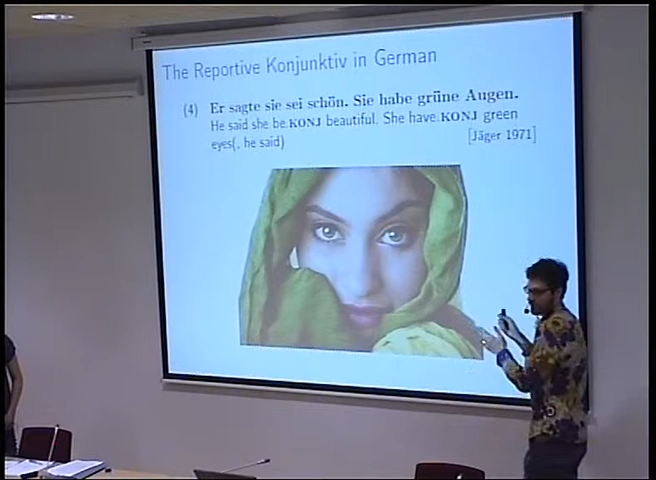 The Reportive Konjunktiv in German
(4) Er sagte sie sei schön. Sie habe grüne Augen.
He said she be.KONJ beautiful. She have.KONJ green
eyes(, he said) [Jäger 1971]